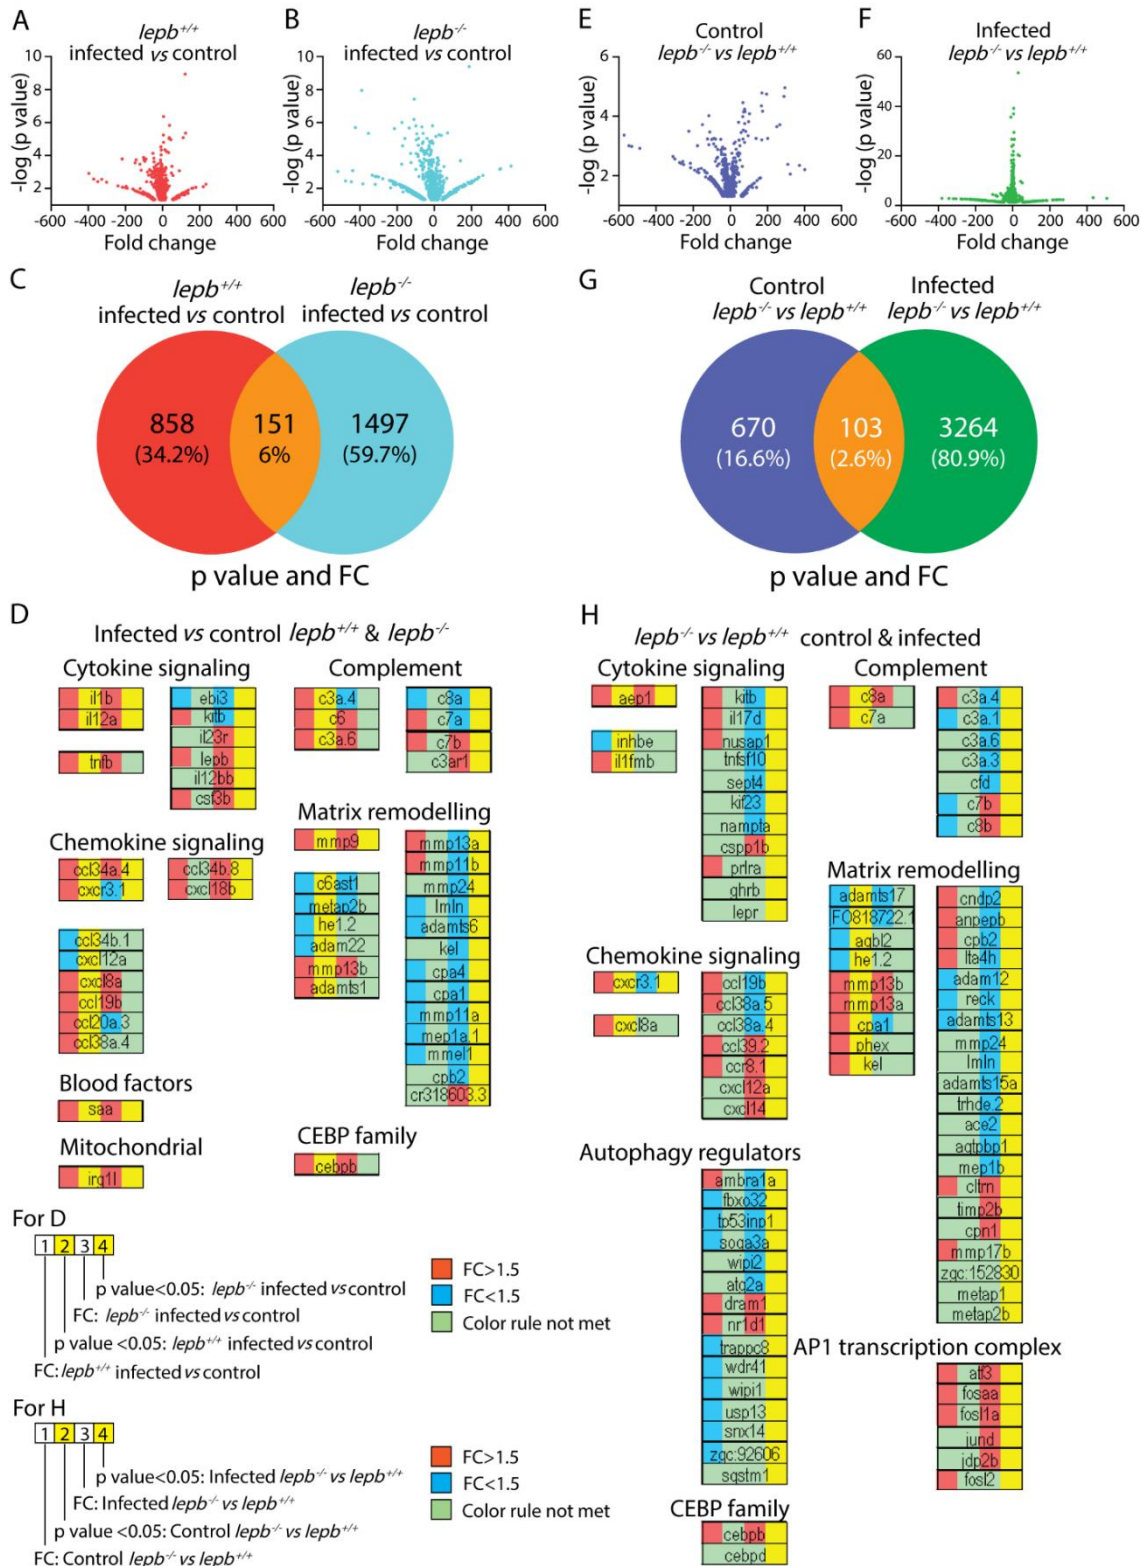 A
lepb+/+
infected vs control
-log (p value)
10
8
6
4
2
-600 -400 -200 0 200 400 600
Fold change
B
lepb-/-
infected vs control
-log (p value)
10
8
6
4
2
-600 -400 -200 0 200 400 600
Fold change
E
Control
lepb-/- vs lepb+/+
-log (p value)
6
4
2
-600 -400 -200 0 200 400 600
Fold change
F
Infected
lepb-/- vs lepb+/+
-log (p value)
60
40
20
0
-600 -400 -200 0 200 400 600
Fold change
C
lepb+/+
infected vs control
lepb-/-
infected vs control
858
(34.2%)
151
6%
1497
(59.7%)
p value and FC
G
Control
lepb-/- vs lepb+/+
Infected
lepb-/- vs lepb+/+
670
(16.6%)
103
(2.6%)
3264
(80.9%)
p value and FC
D
Infected vs control lepb+/+ & lepb-/-
Cytokine signaling
il1b
il12a
tnfb
ebi3
kitb
il23r
lepb
il12bb
csf3b
Chemokine signaling
ccl34a.4
cxcr3.1
ccl34b.8
cxcl18b
ccl34b.1
cxcl12a
cxcl8a
ccl19b
ccl20a.3
ccl38a.4
Blood factors
saa
Mitochondrial
irg1l
Complement
c3a.4
c6
c3a.6
c8a
c7a
c7b
c3ar1
Matrix remodelling
mmp9
c6ast1
metap2b
he1.2
adam22
mmp13b
adamts1
mmp13a
mmp11b
mmp24
lmln
adamts6
kel
cpa4
cpa1
mmp11a
mep1a.1
mmel1
cpb2
cr318603.3
CEBP family
cebpb
For D
1 2 3 4
p value<0.05: lepb-/- infected vs control
FC: lepb-/- infected vs control
p value <0.05: lepb+/+ infected vs control
FC: lepb+/+ infected vs control
FC>1.5
FC<1.5
Color rule not met
For H
1 2 3 4
p value<0.05: Infected lepb-/- vs lepb+/+
FC: Infected lepb-/- vs lepb+/+
p value <0.05: Control lepb-/- vs lepb+/+
FC: Control lepb-/- vs lepb+/+
FC>1.5
FC<1.5
Color rule not met
H
lepb-/- vs lepb+/+ control & infected
Cytokine signaling
aep1
inhbe
il1fmb
kitb
il17d
nusap1
tnfsf10
sept4
kif23
nampta
cspp1b
prlra
ghrb
lepr
Chemokine signaling
cxcr3.1
cxcl8a
ccl19b
ccl38a.5
ccl38a.4
ccl39.2
ccr8.1
cxcl12a
cxcl14
Autophagy regulators
ambra1a
fbxo32
tp53inp1
soga3a
wipi2
atg2a
dram1
nr1d1
trappc8
wdr41
wipi1
usp13
snx14
zgc:92606
sqstm1
CEBP family
cebpb
cebpd
Complement
c8a
c7a
c3a.4
c3a.1
c3a.6
c3a.3
cfd
c7b
c8b
Matrix remodelling
adamts17
FO818722.1
agbl2
he1.2
mmp13b
mmp13a
cpa1
phex
kel
cndp2
anpepb
cpb2
lta4h
adam12
reck
adamts13
mmp24
lmln
adamts15a
trhde.2
ace2
agtpbp1
mep1b
cltrn
timp2b
cpn1
mmp17b
zgc:152830
metap1
metap2b
AP1 transcription complex
atf3
fosaa
fosl1a
jund
jdp2b
fosl2